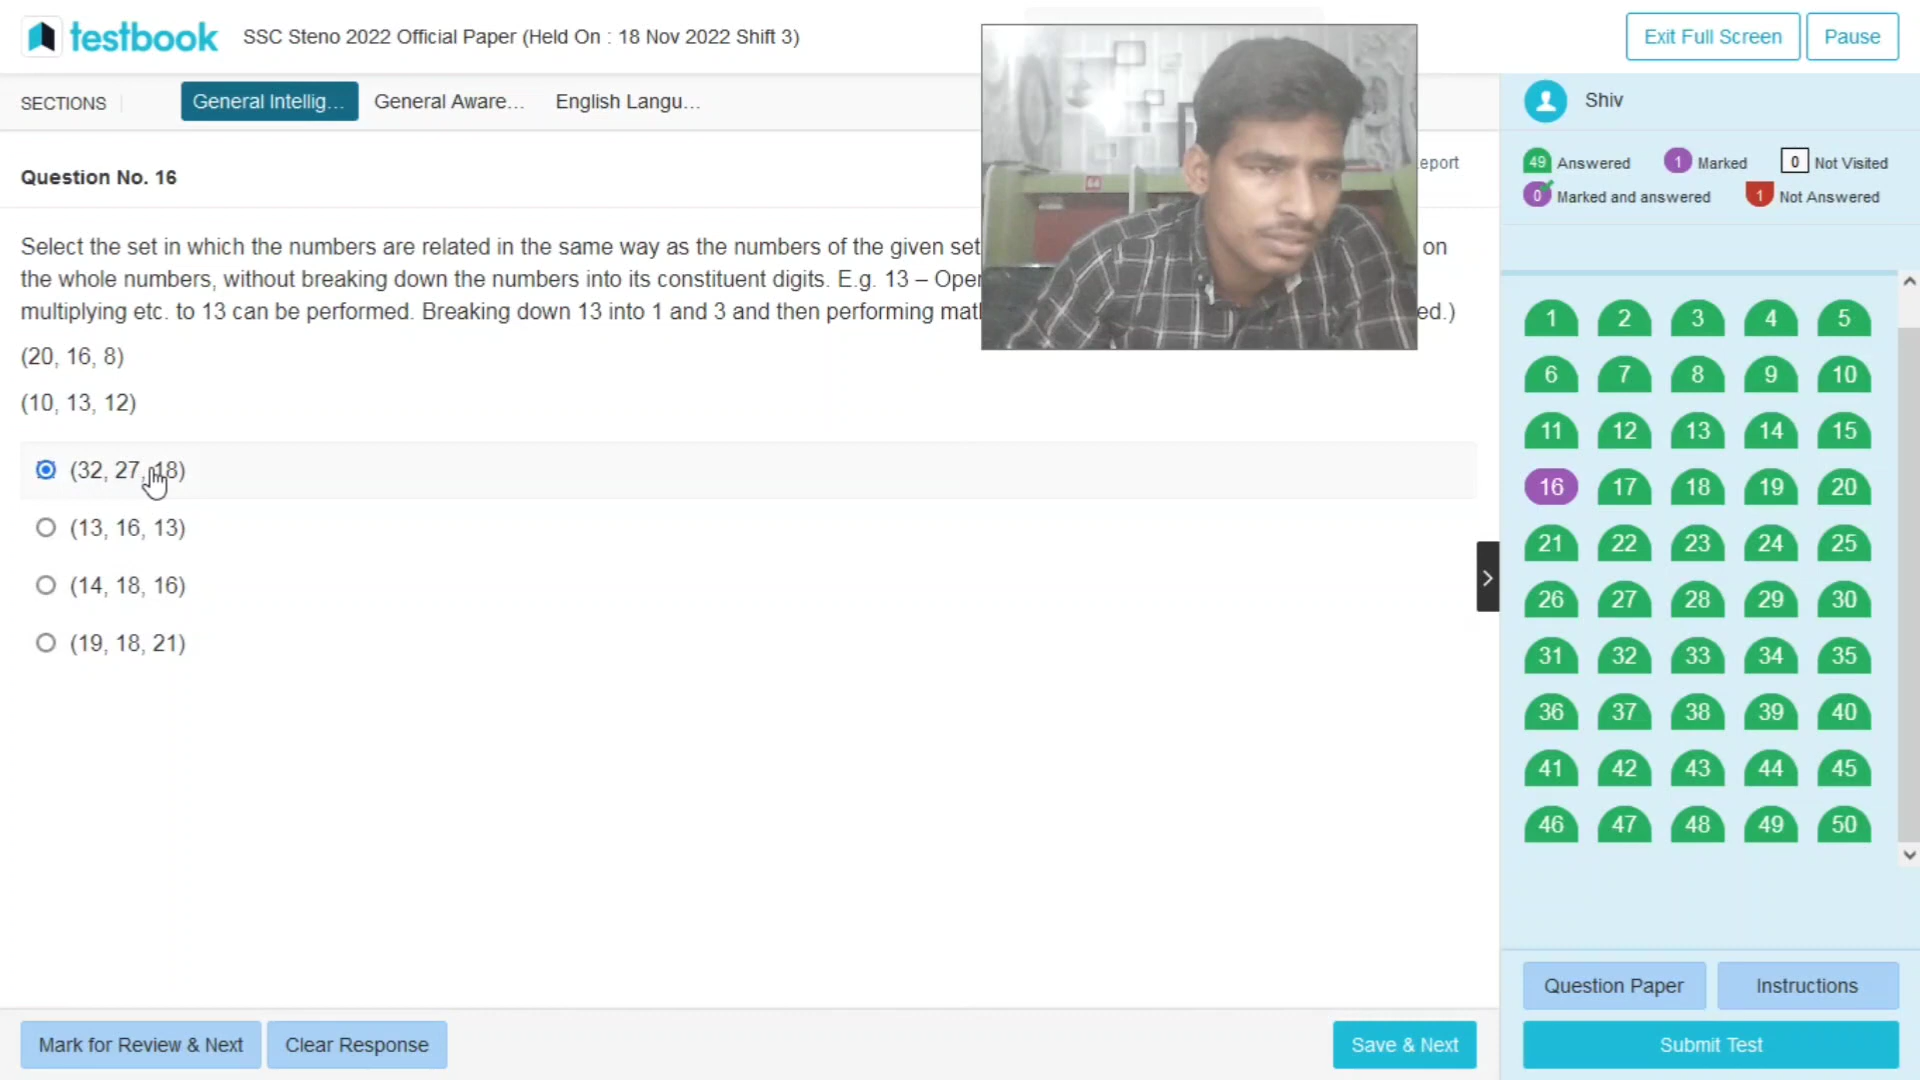 testbook SSC Steno 2022 Official Paper (Held On : 18 Nov 2022 Shift 3) Exit Full Screen Pause
SECTIONS General Intellig... General Aware... English Langu... Shiv
49 Answered 1 Marked 0 Not Visited
0 Marked and answered 1 Not Answered
Question No. 16 eport
Select the set in which the numbers are related in the same way as the numbers of the given set on
the whole numbers, without breaking down the numbers into its constituent digits. E.g. 13 – Oper
multiplying etc. to 13 can be performed. Breaking down 13 into 1 and 3 and then performing mat ed.)
(20, 16, 8)
(10, 13, 12)
(32, 27, 18)
(13, 16, 13)
(14, 18, 16)
(19, 18, 21)
1 2 3 4 5
6 7 8 9 10
11 12 13 14 15
16 17 18 19 20
21 22 23 24 25
26 27 28 29 30
31 32 33 34 35
36 37 38 39 40
41 42 43 44 45
46 47 48 49 50
Question Paper Instructions
Mark for Review & Next Clear Response Save & Next Submit Test